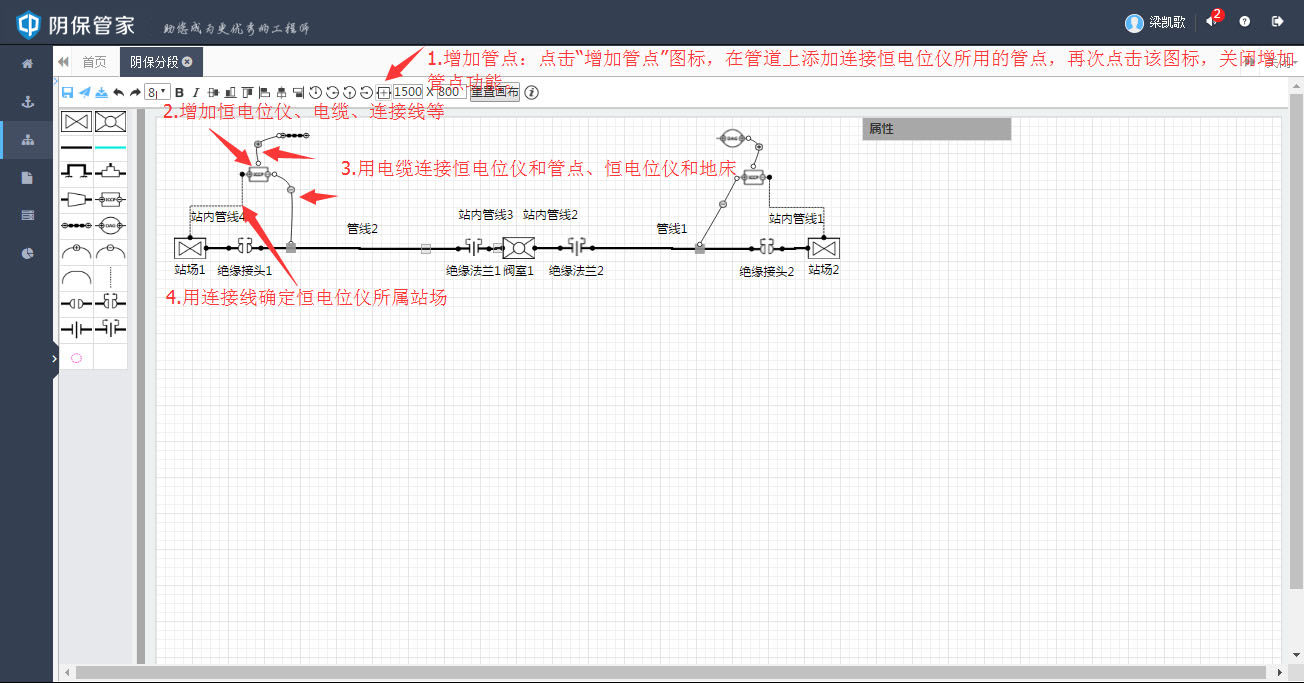 阴保管家 助您成为更优秀的工程师
梁凯歌 2
首页 阴保分段
1.增加管点：点击“增加管点”图标，在管道上添加连接恒电位仪所用的管点，再次点击该图标，关闭增加
管点功能。
8 B I 1500 X 800 重置画布
2.增加恒电位仪、电缆、连接线等
属性
3.用电缆连接恒电位仪和管点、恒电位仪和地床
站内管线4 管线2 站内管线3 站内管线2 管线1 站内管线1
站场1 绝缘接头1 绝缘法兰1 阀室1 绝缘法兰2 绝缘接头2 站场2
4.用连接线确定恒电位仪所属站场